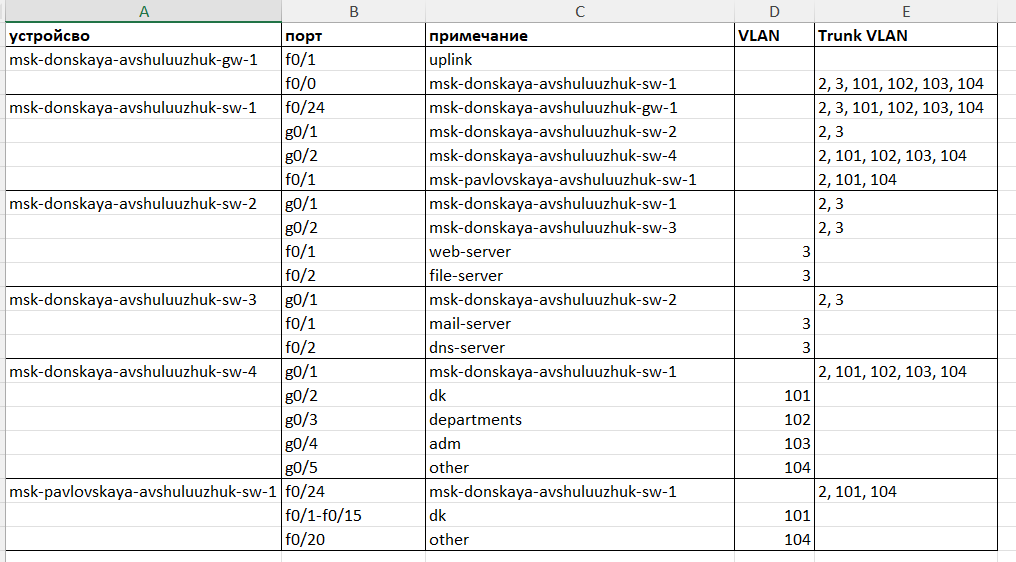 A B C D E
устройсво порт примечание VLAN Trunk VLAN
msk-donskaya-avshuluuzhuk-gw-1 f0/1 uplink
f0/0 msk-donskaya-avshuluuzhuk-sw-1 2, 3, 101, 102, 103, 104
msk-donskaya-avshuluuzhuk-sw-1 f0/24 msk-donskaya-avshuluuzhuk-gw-1 2, 3, 101, 102, 103, 104
g0/1 msk-donskaya-avshuluuzhuk-sw-2 2, 3
g0/2 msk-donskaya-avshuluuzhuk-sw-4 2, 101, 102, 103, 104
f0/1 msk-pavlovskaya-avshuluuzhuk-sw-1 2, 101, 104
msk-donskaya-avshuluuzhuk-sw-2 g0/1 msk-donskaya-avshuluuzhuk-sw-1 2, 3
g0/2 msk-donskaya-avshuluuzhuk-sw-3 2, 3
f0/1 web-server 3
f0/2 file-server 3
msk-donskaya-avshuluuzhuk-sw-3 g0/1 msk-donskaya-avshuluuzhuk-sw-2 2, 3
f0/1 mail-server 3
f0/2 dns-server 3
msk-donskaya-avshuluuzhuk-sw-4 g0/1 msk-donskaya-avshuluuzhuk-sw-1 2, 101, 102, 103, 104
g0/2 dk 101
g0/3 departments 102
g0/4 adm 103
g0/5 other 104
msk-pavlovskaya-avshuluuzhuk-sw-1 f0/24 msk-donskaya-avshuluuzhuk-sw-1 2, 101, 104
f0/1-f0/15 dk 101
f0/20 other 104